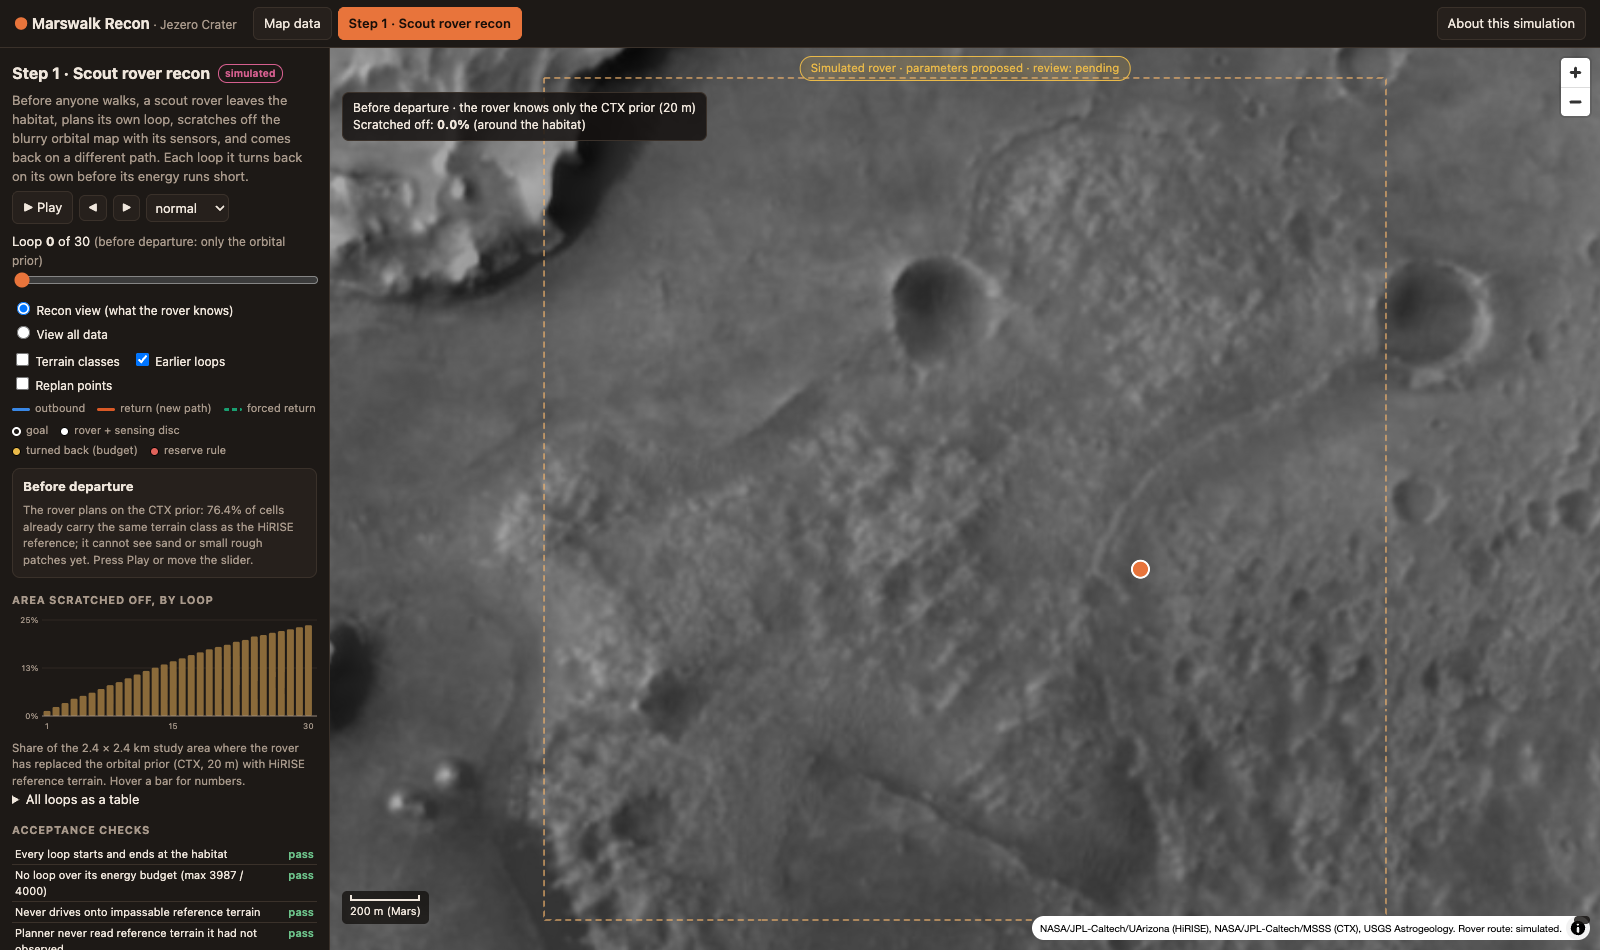 Marswalk Recon · Jezero Crater
Map data
Step 1 · Scout rover recon
About this simulation
Step 1 · Scout rover recon
simulated
Before anyone walks, a scout rover leaves the
habitat, plans its own loop, scratches off the
blurry orbital map with its sensors, and comes
back on a different path. Each loop it turns back
on its own before its energy runs short.
Play
normal
Loop 0 of 30 (before departure: only the orbital
prior)
Recon view (what the rover knows)
View all data
Terrain classes
Earlier loops
Replan points
outbound
return (new path)
forced return
goal
rover + sensing disc
turned back (budget)
reserve rule
Before departure
The rover plans on the CTX prior: 76.4% of cells
already carry the same terrain class as the HiRISE
reference; it cannot see sand or small rough
patches yet. Press Play or move the slider.
AREA SCRATCHED OFF, BY LOOP
25%
13%
0%
1
15
30
Share of the 2.4 × 2.4 km study area where the rover
has replaced the orbital prior (CTX, 20 m) with HiRISE
reference terrain. Hover a bar for numbers.
All loops as a table
ACCEPTANCE CHECKS
Every loop starts and ends at the habitat pass
No loop over its energy budget (max 3987 / pass
4000)
Never drives onto impassable reference terrain pass
Planner never read reference terrain it had not pass
observed
Simulated rover · parameters proposed · review: pending
Before departure · the rover knows only the CTX prior (20 m)
Scratched off: 0.0% (around the habitat)
+
−
200 m (Mars)
NASA/JPL-Caltech/UArizona (HiRISE), NASA/JPL-Caltech/MSSS (CTX), USGS Astrogeology. Rover route: simulated.